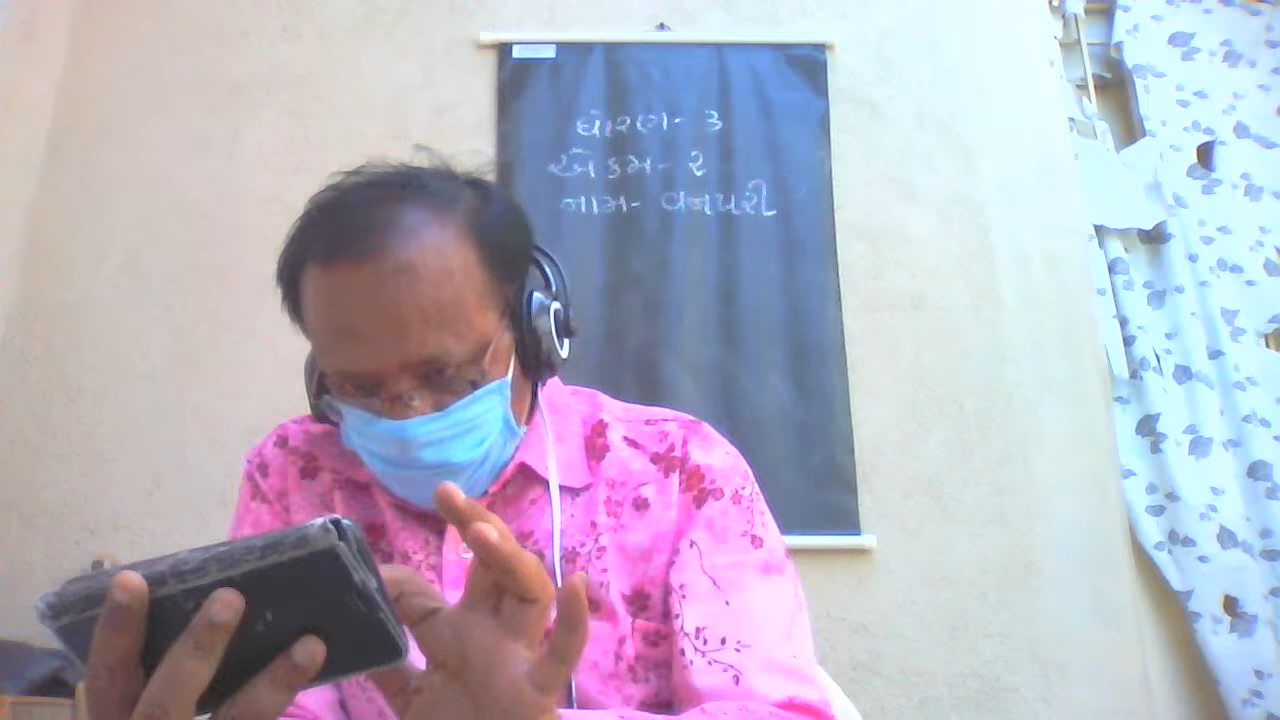 ધોરણ- ૩
એકમ- ૨
નામ- વનપરી